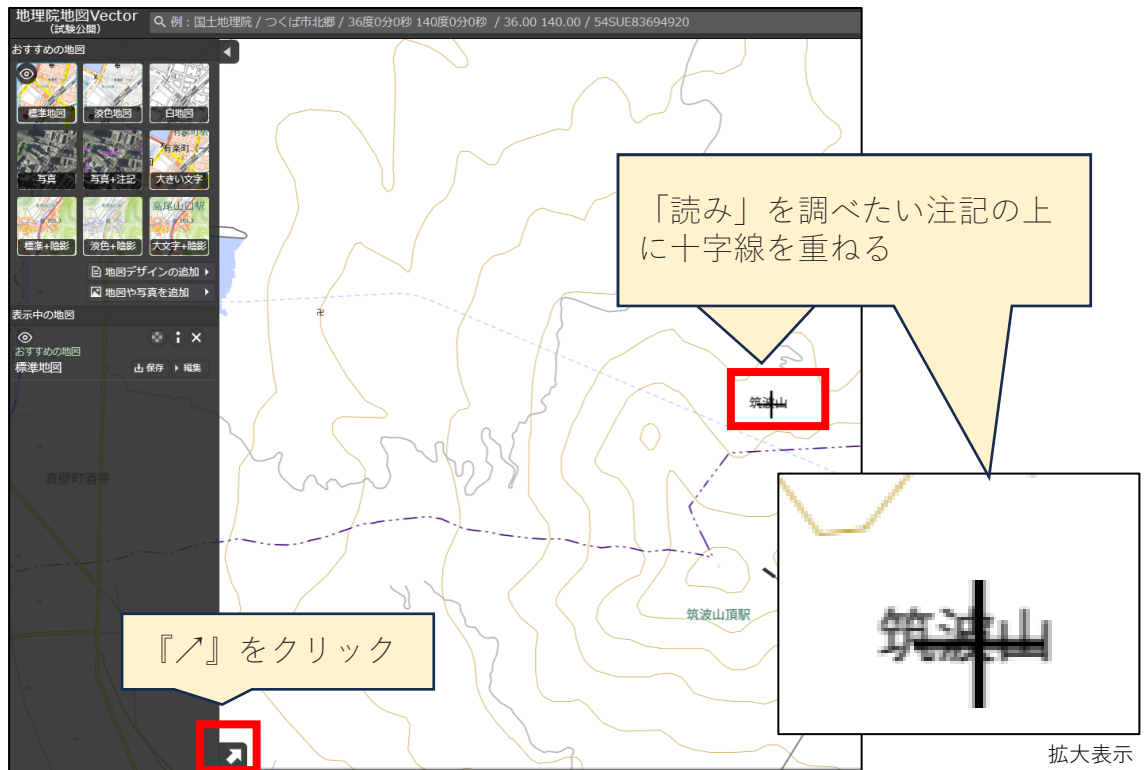 地理院地図Vector
(試験公開)
例：国土地理院 / つくば市北郷 / 36度0分0秒 140度0分0秒 / 36.00 140.00 / 54SUE83694920
おすすめの地図
標準地図
淡色地図
白地図
有楽町
写真
写真+注記
大きい文字
高尾山口駅
標準+陰影
淡色+陰影
大文字+陰影
地図デザインの追加
地図や写真を追加
表示中の地図
おすすめの地図
標準地図
保存
編集
真壁町酒寄
「読み」を調べたい注記の上
に十字線を重ねる
筑波山
筑波山頂駅
『↗』をクリック
筑波山
拡大表示